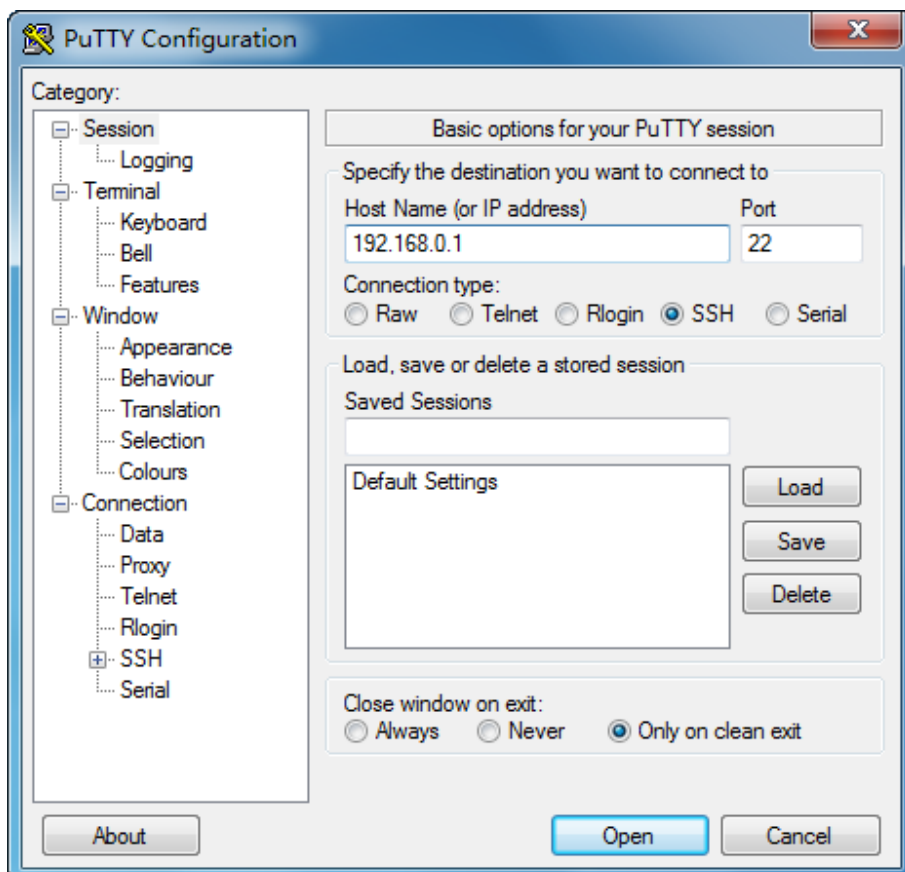 PuTTY Configuration
Category:
Session
Logging
Terminal
Keyboard
Bell
Features
Window
Appearance
Behaviour
Translation
Selection
Colours
Connection
Data
Proxy
Telnet
Rlogin
SSH
Serial
Basic options for your PuTTY session
Specify the destination you want to connect to
Host Name (or IP address) Port
192.168.0.1 22
Connection type:
Raw Telnet Rlogin SSH Serial
Load, save or delete a stored session
Saved Sessions
Default Settings
Load
Save
Delete
Close window on exit:
Always Never Only on clean exit
About Open Cancel